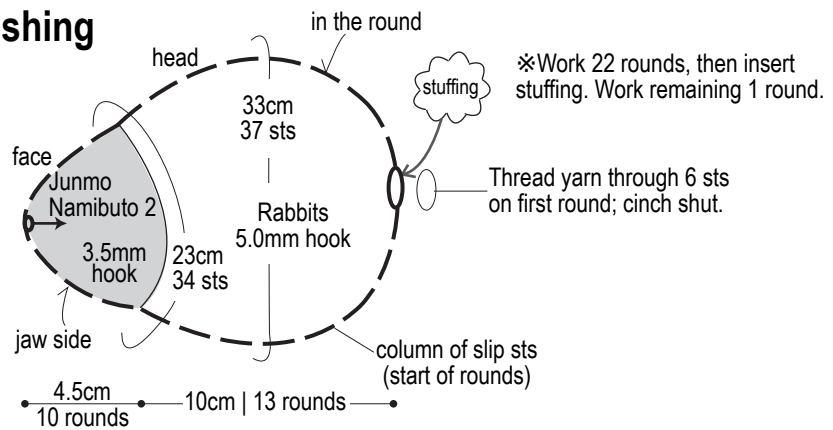 shing
in the round
head
stuffing
※Work 22 rounds, then insert
stuffing. Work remaining 1 round.
33cm
37 sts
face
Junmo
Namibuto 2
Thread yarn through 6 sts
on first round; cinch shut.
Rabbits
5.0mm hook
3.5mm
hook
23cm
34 sts
jaw side
column of slip sts
(start of rounds)
4.5cm
10 rounds
10cm | 13 rounds